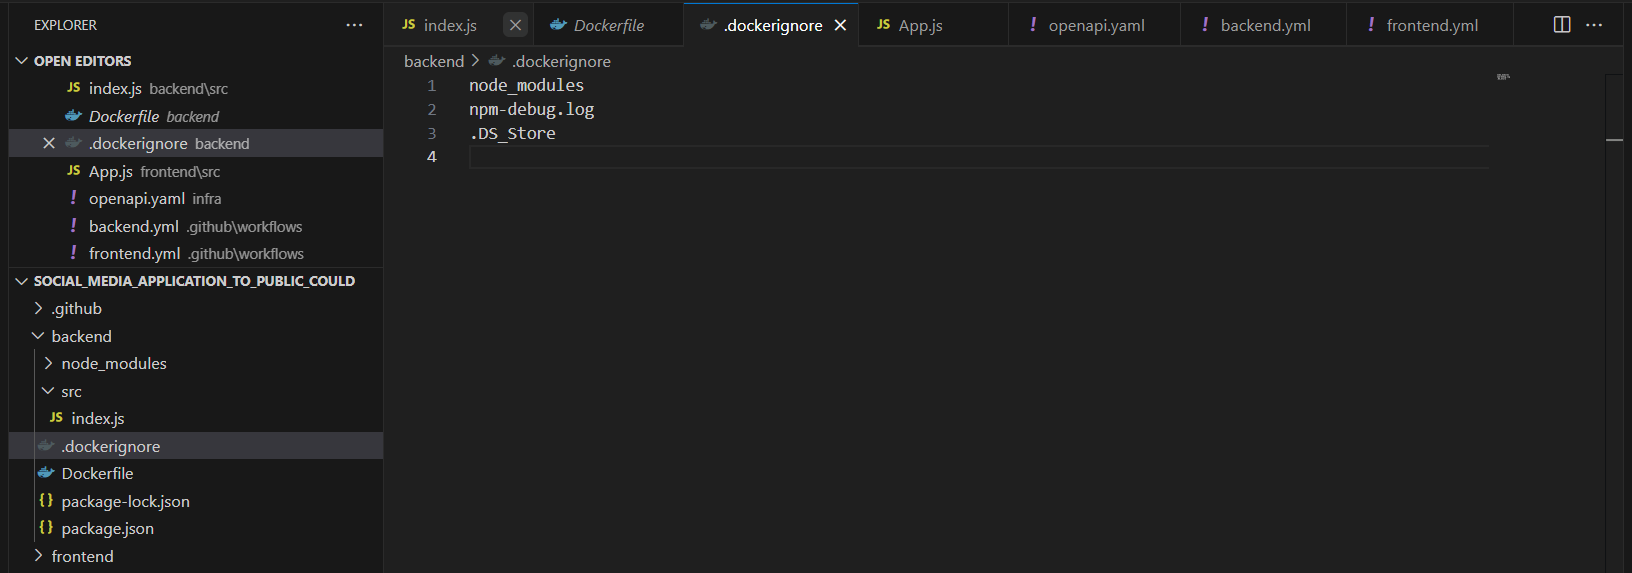 EXPLORER
OPEN EDITORS
JS index.js backend\src
Dockerfile backend
.dockerignore backend
JS App.js frontend\src
! openapi.yaml infra
! backend.yml .github\workflows
! frontend.yml .github\workflows
SOCIAL_MEDIA_APPLICATION_TO_PUBLIC_COULD
.github
backend
node_modules
src
JS index.js
.dockerignore
Dockerfile
{} package-lock.json
{} package.json
frontend
JS index.js
Dockerfile
.dockerignore
JS App.js
! openapi.yaml
! backend.yml
! frontend.yml
backend > .dockerignore
1 node_modules
2 npm-debug.log
3 .DS_Store
4